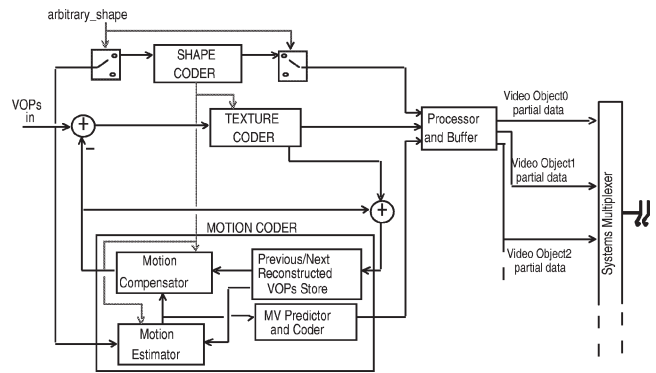 arbitrary_shape
SHAPE
CODER
VOPs
in
+
−
TEXTURE
CODER
Processor
and Buffer
Video Object0
partial data
Video Object1
partial data
Video Object2
partial data
Systems Multiplexer
+
MOTION CODER
Motion
Compensator
Previous/Next
Reconstructed
VOPs Store
MV Predictor
and Coder
Motion
Estimator